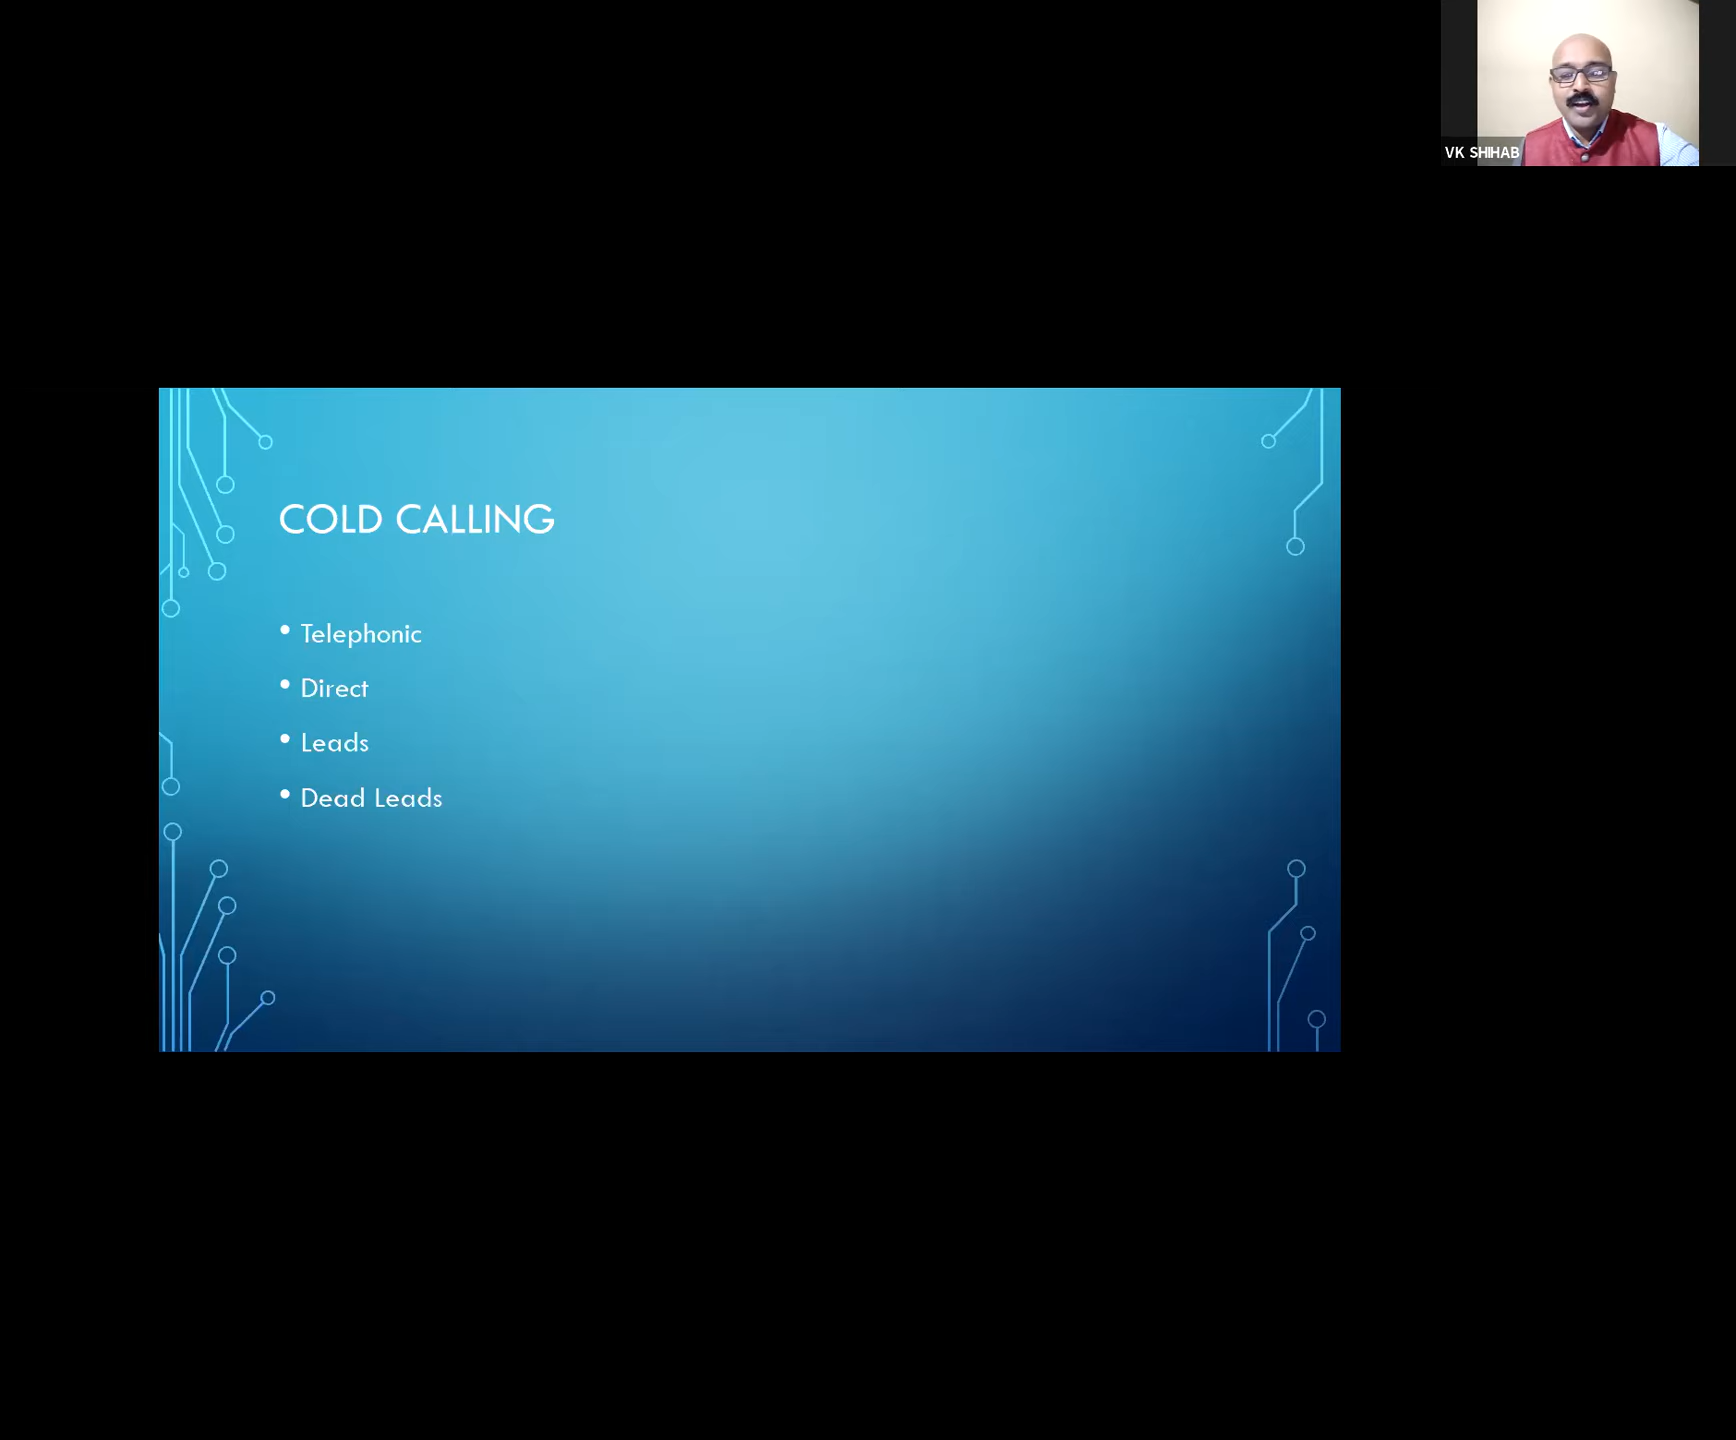 VK SHIHAB
COLD CALLING
• Telephonic
• Direct
• Leads
• Dead Leads